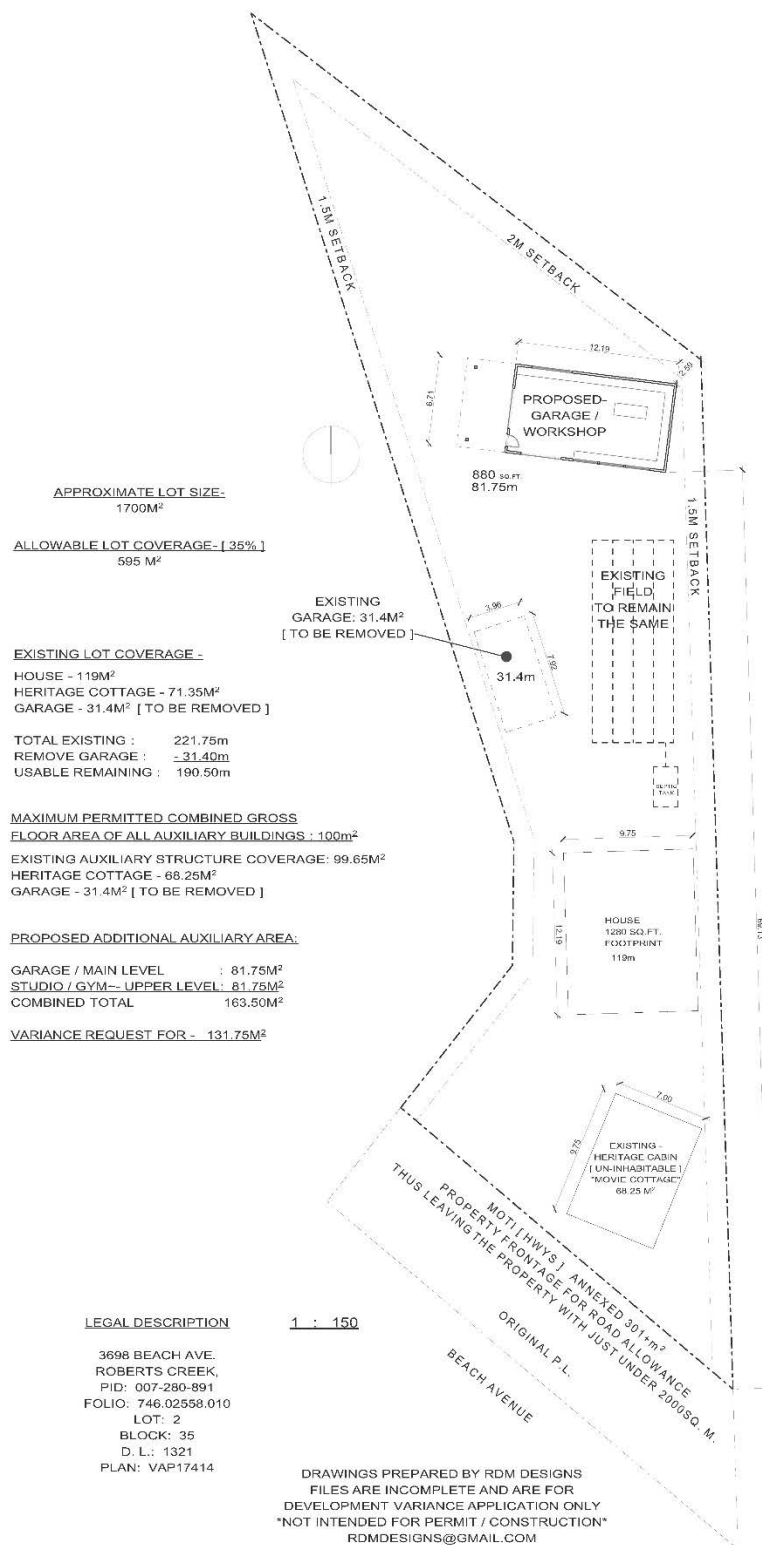 1.5M SETBACK
2M SETBACK
12.19
2.59
6.71
PROPOSED-
GARAGE /
WORKSHOP
880 SQ.FT.
81.75m
1.5M SETBACK
APPROXIMATE LOT SIZE-
1700M²
ALLOWABLE LOT COVERAGE- [ 35% ]
595 M²
EXISTING
GARAGE: 31.4M²
[ TO BE REMOVED ]
3.96
7.92
31.4m
EXISTING
FIELD
TO REMAIN
THE SAME
SEPTIC
TANK
EXISTING LOT COVERAGE -
HOUSE - 119M²
HERITAGE COTTAGE - 71.35M²
GARAGE - 31.4M² [ TO BE REMOVED ]
TOTAL EXISTING : 221.75m
REMOVE GARAGE : - 31.40m
USABLE REMAINING : 190.50m
MAXIMUM PERMITTED COMBINED GROSS
FLOOR AREA OF ALL AUXILIARY BUILDINGS : 100m²
EXISTING AUXILIARY STRUCTURE COVERAGE: 99.65M²
HERITAGE COTTAGE - 68.25M²
GARAGE - 31.4M² [ TO BE REMOVED ]
PROPOSED ADDITIONAL AUXILIARY AREA:
GARAGE / MAIN LEVEL : 81.75M²
STUDIO / GYM-- UPPER LEVEL: 81.75M²
COMBINED TOTAL 163.50M²
VARIANCE REQUEST FOR - 131.75M²
9.75
12.19
HOUSE
1280 SQ.FT.
FOOTPRINT
119m
7.00
9.75
EXISTING -
HERITAGE CABIN
[ UN-INHABITABLE ]
"MOVIE COTTAGE"
68.25 M²
MOTI [ HWYS ] ANNEXED 301+m²
PROPERTY FRONTAGE FOR ROAD ALLOWANCE
THUS LEAVING THE PROPERTY WITH JUST UNDER 2000SQ. M.
ORIGINAL P.L.
BEACH AVENUE
LEGAL DESCRIPTION
1 : 150
3698 BEACH AVE.
ROBERTS CREEK,
PID: 007-280-891
FOLIO: 746.02558.010
LOT: 2
BLOCK: 35
D. L.: 1321
PLAN: VAP17414
DRAWINGS PREPARED BY RDM DESIGNS
FILES ARE INCOMPLETE AND ARE FOR
DEVELOPMENT VARIANCE APPLICATION ONLY
*NOT INTENDED FOR PERMIT / CONSTRUCTION*
RDMDESIGNS@GMAIL.COM